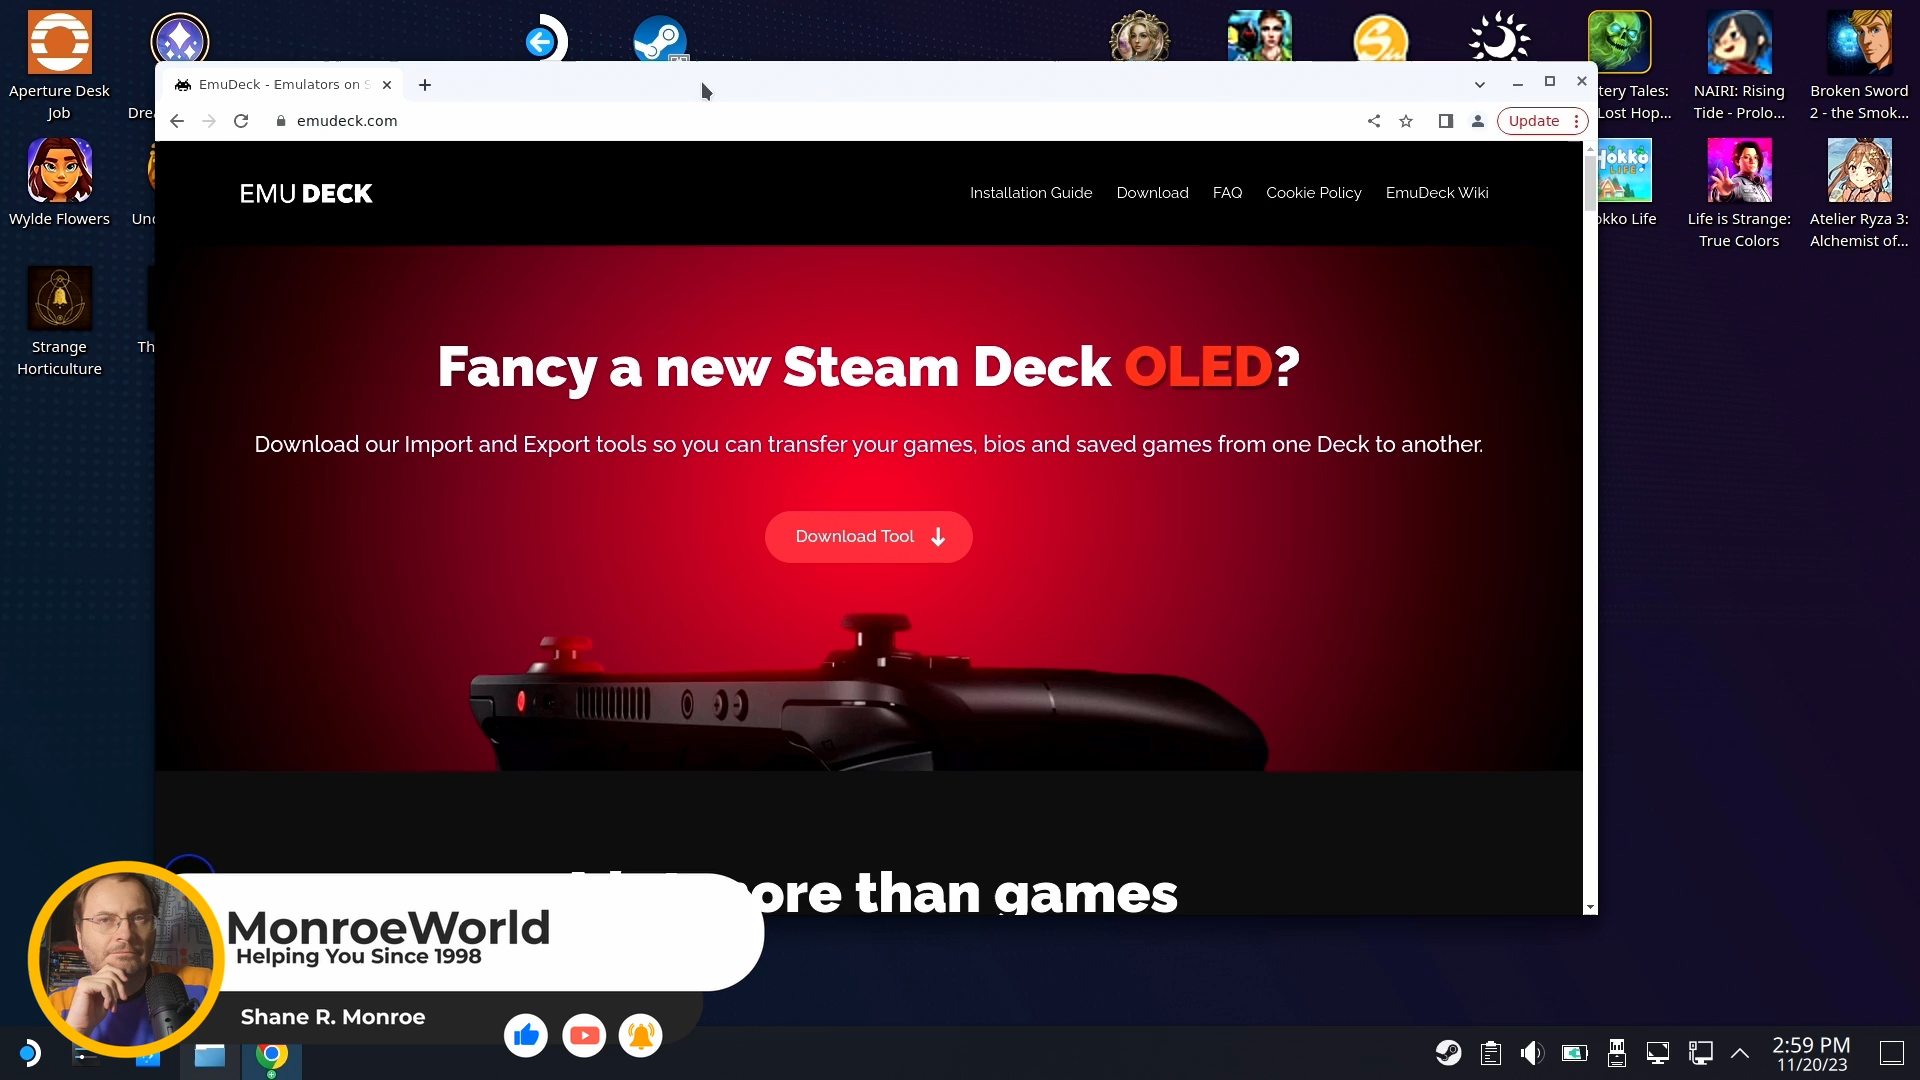 Aperture Desk
Job
Drea
EmuDeck - Emulators on S
emudeck.com
Update
tery Tales:
Lost Hop...
NAIRI: Rising
Tide - Prolo...
Broken Sword
2 - the Smok...
EMU DECK
Installation Guide
Download
FAQ
Cookie Policy
EmuDeck Wiki
Wylde Flowers
Und
Hokko
LIFE
okko Life
Life is Strange:
True Colors
Atelier Ryza 3:
Alchemist of...
Strange
Horticulture
Th
Fancy a new Steam Deck OLED?
Download our Import and Export tools so you can transfer your games, bios and saved games from one Deck to another.
Download Tool
ore than games
MonroeWorld
Helping You Since 1998
Shane R. Monroe
2:59 PM
11/20/23